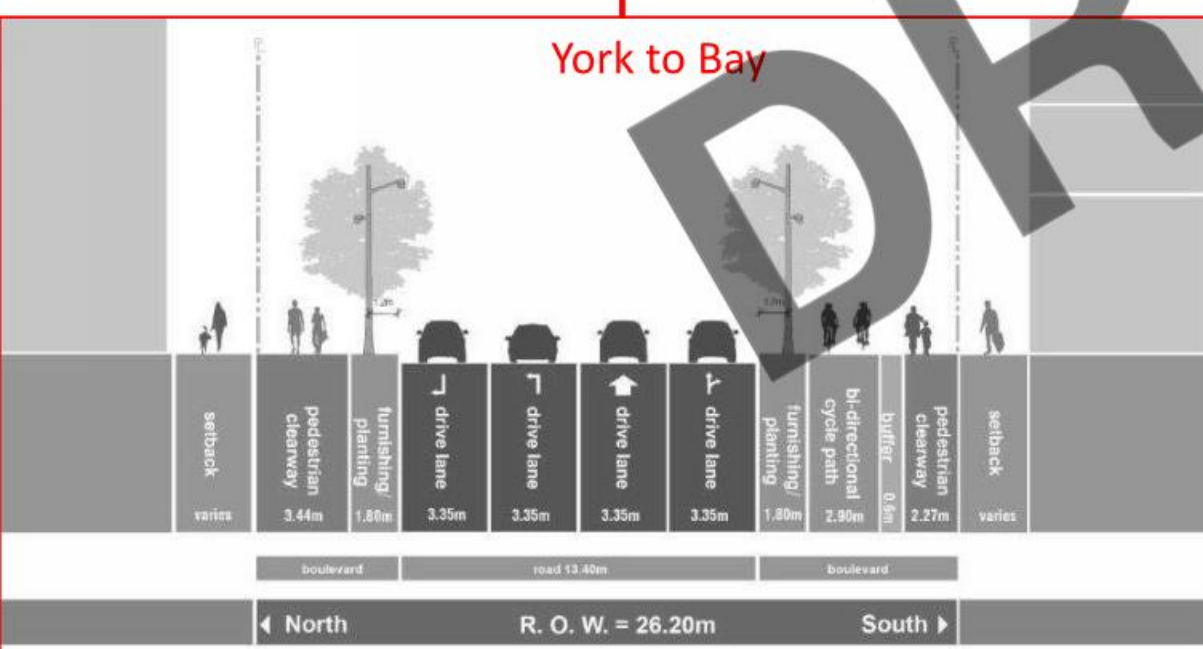 York to Bay
setback
varies
pedestrian
clearway
3.44m
furnishing/
planting
1.80m
drive lane
3.35m
drive lane
3.35m
drive lane
3.35m
drive lane
3.35m
furnishing/
planting
1.80m
bi-directional
cycle path
2.90m
buffer
0.6m
pedestrian
clearway
2.27m
setback
varies
boulevard
road 13.40m
boulevard
North
R. O. W. = 26.20m
South